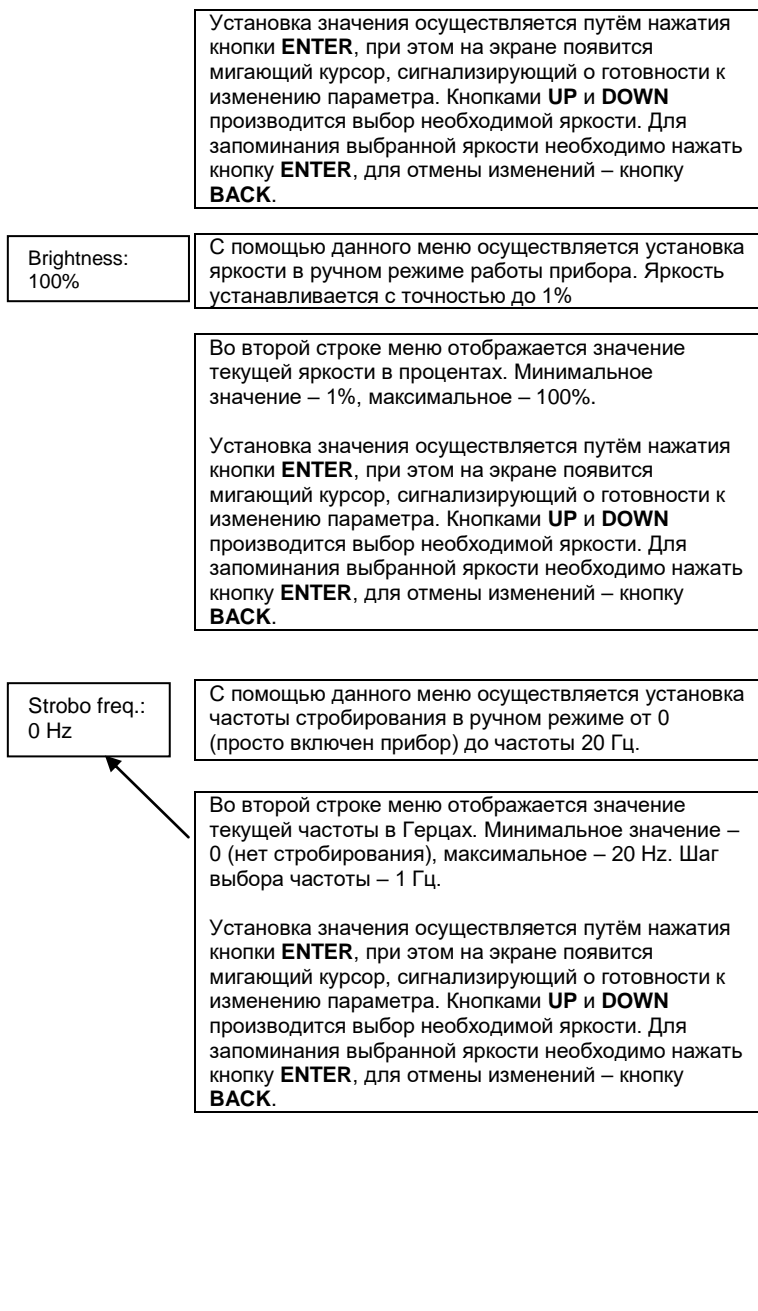 Установка значения осуществляется путём нажатия
кнопки ENTER, при этом на экране появится
мигающий курсор, сигнализирующий о готовности к
изменению параметра. Кнопками UP и DOWN
производится выбор необходимой яркости. Для
запоминания выбранной яркости необходимо нажать
кнопку ENTER, для отмены изменений – кнопку
BACK.
Brightness:
100%
С помощью данного меню осуществляется установка
яркости в ручном режиме работы прибора. Яркость
устанавливается с точностью до 1%
Во второй строке меню отображается значение
текущей яркости в процентах. Минимальное
значение – 1%, максимальное – 100%.
Установка значения осуществляется путём нажатия
кнопки ENTER, при этом на экране появится
мигающий курсор, сигнализирующий о готовности к
изменению параметра. Кнопками UP и DOWN
производится выбор необходимой яркости. Для
запоминания выбранной яркости необходимо нажать
кнопку ENTER, для отмены изменений – кнопку
BACK.
Strobo freq.:
0 Hz
С помощью данного меню осуществляется установка
частоты стробирования в ручном режиме от 0
(просто включен прибор) до частоты 20 Гц.
Во второй строке меню отображается значение
текущей частоты в Герцах. Минимальное значение –
0 (нет стробирования), максимальное – 20 Hz. Шаг
выбора частоты – 1 Гц.
Установка значения осуществляется путём нажатия
кнопки ENTER, при этом на экране появится
мигающий курсор, сигнализирующий о готовности к
изменению параметра. Кнопками UP и DOWN
производится выбор необходимой яркости. Для
запоминания выбранной яркости необходимо нажать
кнопку ENTER, для отмены изменений – кнопку
BACK.